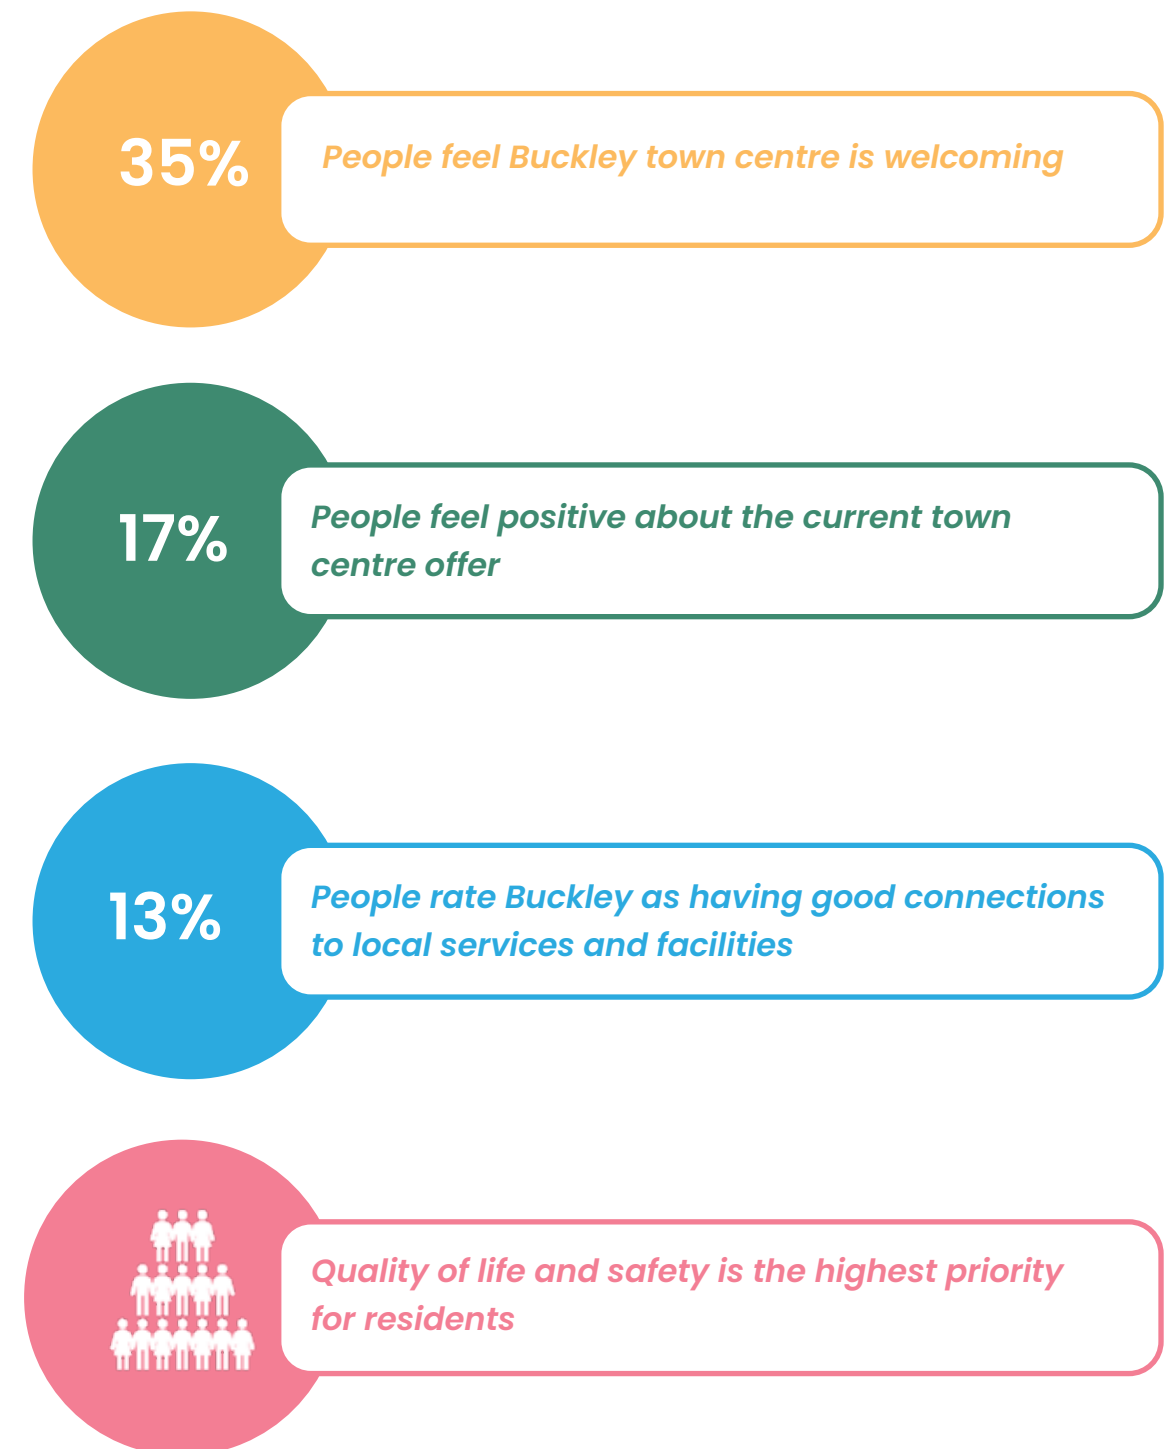 35%
People feel Buckley town centre is welcoming
17%
People feel positive about the current town
centre offer
13%
People rate Buckley as having good connections
to local services and facilities
Quality of life and safety is the highest priority
for residents